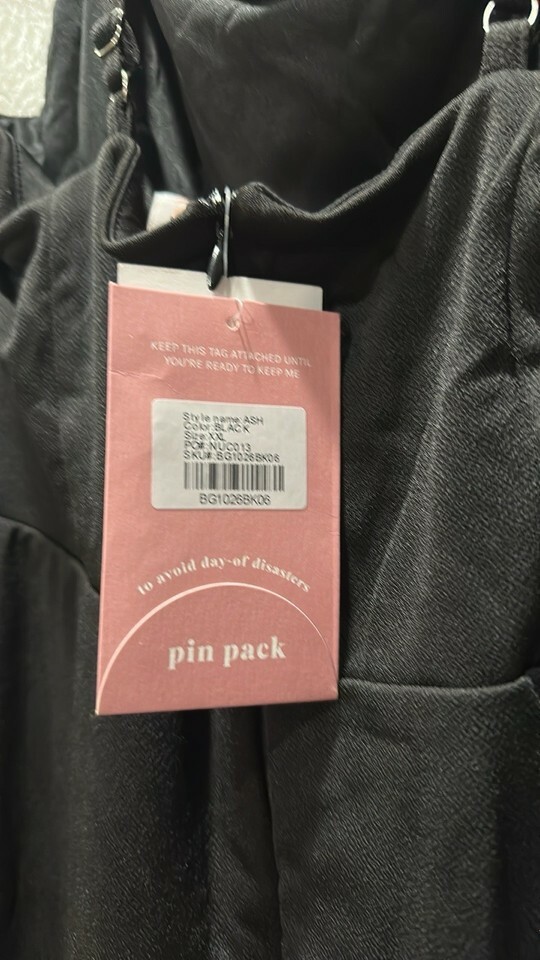 KEEP THIS TAG ATTACHED UNTIL
YOU'RE READY TO KEEP ME
Style name:ASH
Color:BLACK
Size:XXL
PO#:NUC013
SKU#:BG1026BK06
BG1026BK06
to avoid day-of disasters
pin pack